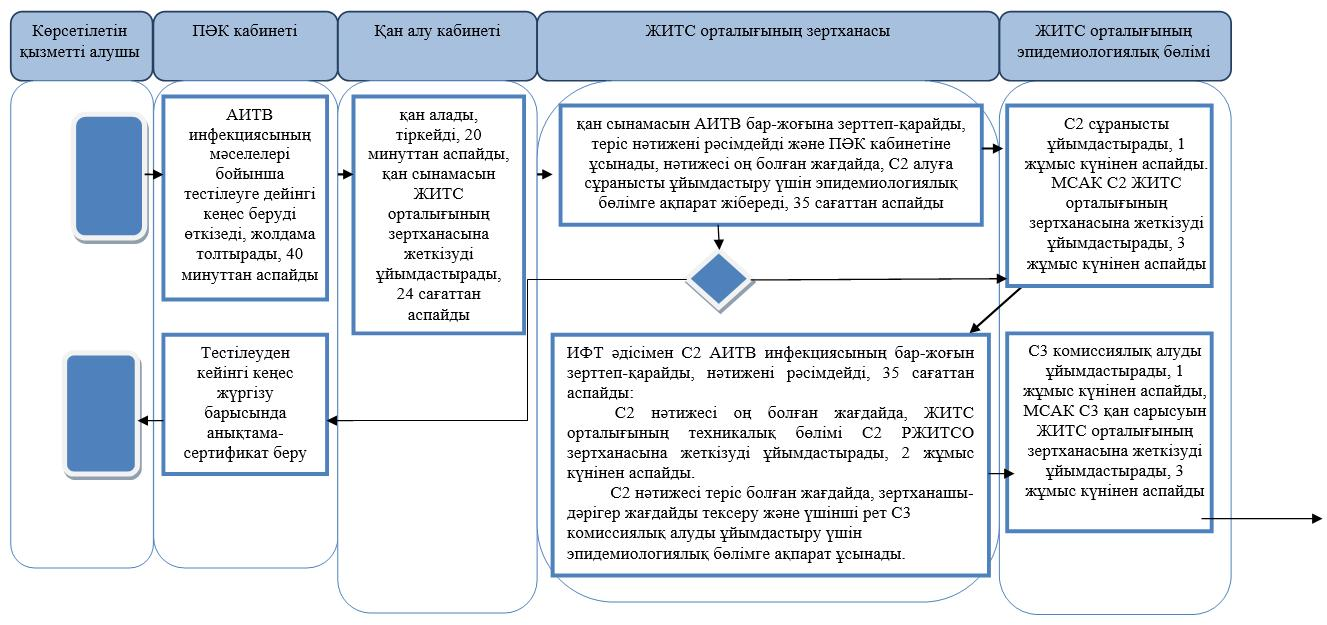 Көрсетілетін
қызметті алушы
ПӘК кабинеті
Қан алу кабинеті
ЖИТС орталығының зертханасы
ЖИТС орталығының
эпидемиологиялық бөлімі
АИТВ
инфекциясының
мәселелері
бойынша
тестілеуге дейінгі
кеңес беруді
өткізеді, жолдама
толтырады, 40
минуттан аспайды
қан алады,
тіркейді, 20
минуттан аспайды,
қан сынамасын
ЖИТС
орталығының
зертханасына
жеткізуді
ұйымдастырады,
24 сағаттан
аспайды
қан сынамасын АИТВ бар-жоғына зерттеп-қарайды,
теріс нәтижені рәсімдейді және ПӘК кабинетіне
ұсынады, нәтижесі оң болған жағдайда, С2 алуға
сұранысты ұйымдастыру үшін эпидемиологиялық
бөлімге ақпарат жібереді, 35 сағаттан аспайды
С2 сұранысты
ұйымдастырады, 1
жұмыс күнінен аспайды.
МСАК С2 ЖИТС
орталығының
зертханасына жеткізуді
ұйымдастырады, 3
жұмыс күнінен аспайды
Тестілеуден
кейінгі кеңес
жүргізу
барысында
анықтама-
сертификат беру
ИФТ әдісімен С2 АИТВ инфекциясының бар-жоғын
зерттеп-қарайды, нәтижені рәсімдейді, 35 сағаттан
аспайды:
С2 нәтижесі оң болған жағдайда, ЖИТС
орталығының техникалық бөлімі С2 РЖИТСО
зертханасына жеткізуді ұйымдастырады, 2 жұмыс
күнінен аспайды.
С2 нәтижесі теріс болған жағдайда, зертханашы-
дәрігер жағдайды тексеру және үшінші рет С3
комиссиялық алуды ұйымдастыру үшін
эпидемиологиялық бөлімге ақпарат ұсынады.
С3 комиссиялық алуды
ұйымдастырады, 1
жұмыс күнінен аспайды,
МСАК С3 қан сарысуын
ЖИТС орталығының
зертханасына жеткізуді
ұйымдастырады, 3
жұмыс күнінен аспайды